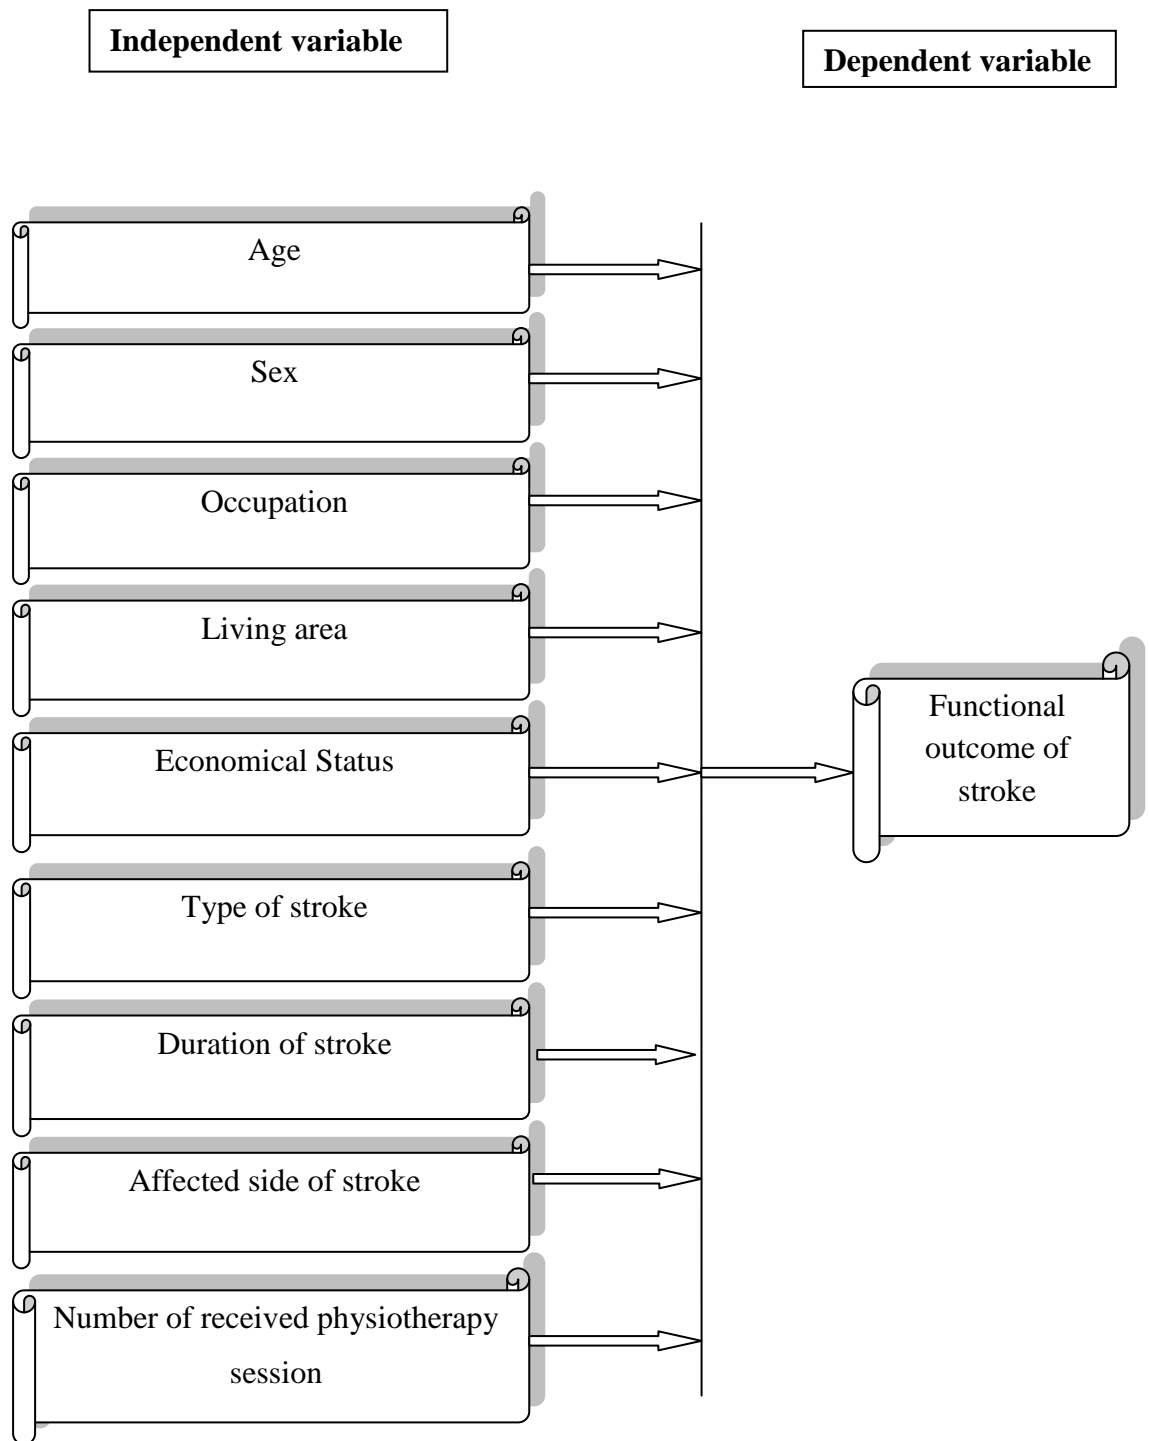 Independent variable
Dependent variable
Age
Sex
Occupation
Living area
Economical Status
Functional
outcome of
stroke
Type of stroke
Duration of stroke
Affected side of stroke
Number of received physiotherapy
session